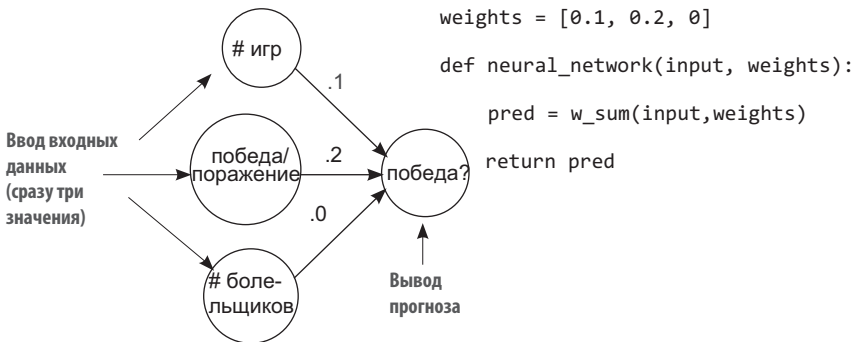 # игр
.1
Ввод входных
данных
(сразу три
значения)
победа/
поражение
.2
победа?
.0
# боле-
льщиков
Вывод
прогноза
weights = [0.1, 0.2, 0]
def neural_network(input, weights):
pred = w_sum(input,weights)
return pred